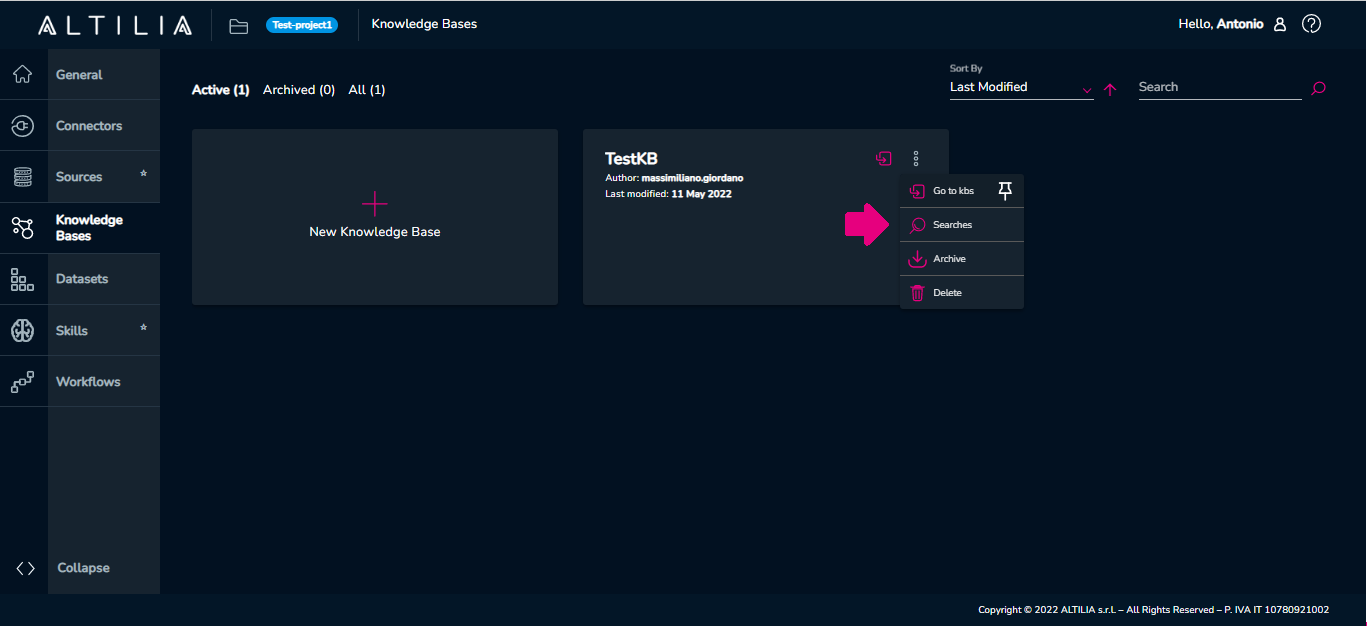 ALTILIA
Test-project1
Knowledge Bases
Hello, Antonio
General
Connectors
Sources
Knowledge
Bases
Datasets
Skills
Workflows
Collapse
Active (1) Archived (0) All (1)
Sort By
Last Modified
Search
New Knowledge Base
TestKB
Author: massimiliano.giordano
Last modified: 11 May 2022
Go to kbs
Searches
Archive
Delete
Copyright © 2022 ALTILIA s.r.l. – All Rights Reserved – P. IVA IT 10780921002